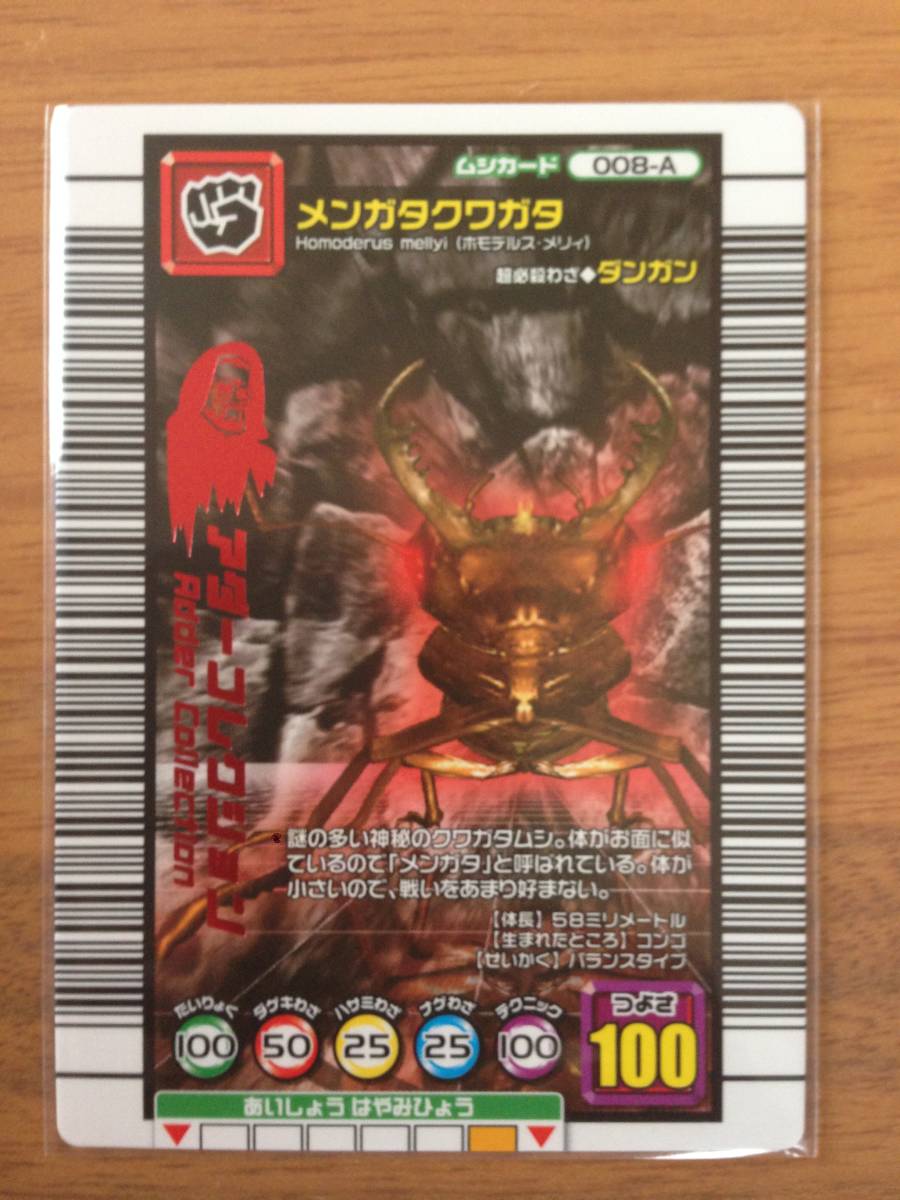 ムシカード 008-A
メンガタクワガタ
Homoderus mellyi (ホモデルス・メリィ)
超必殺わざ◆ダンガン
アダーコレクション
Adder Collection
謎の多い神秘のクワガタムシ。体がお面に似
ているので「メンガタ」と呼ばれている。体が
小さいので、戦いをあまり好まない。
【体長】58ミリメートル
【生まれたところ】コンゴ
【せいかく】バランスタイプ
たいりょく ダゲキわざ ハサミわざ ナゲわざ テクニック つよさ
100 50 25 25 100 100
あいしょう はやみひょう